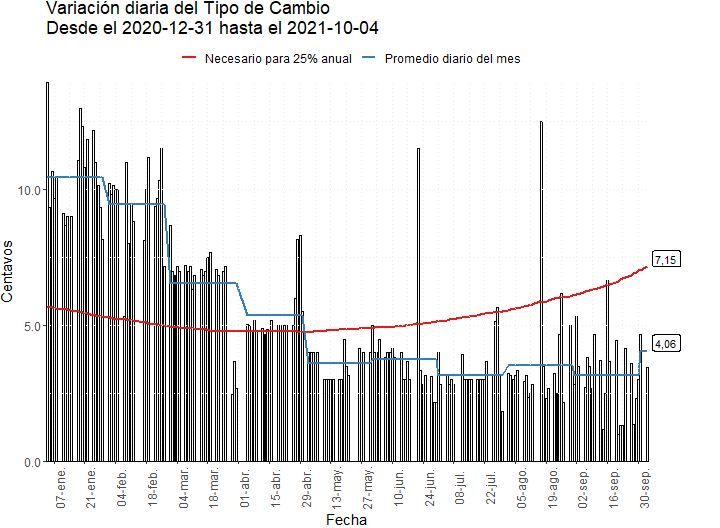 Variación diaria del Tipo de Cambio
Desde el 2020-12-31 hasta el 2021-10-04
Necesario para 25% anual
Promedio diario del mes
Centavos
10.0
5.0
0.0
7,15
4,06
07-ene.
21-ene.
04-feb.
18-feb.
04-mar.
18-mar.
01-abr.
15-abr.
29-abr.
13-may.
27-may.
10-jun.
24-jun.
08-jul.
22-jul.
05-ago.
19-ago.
02-sep.
16-sep.
30-sep.
Fecha